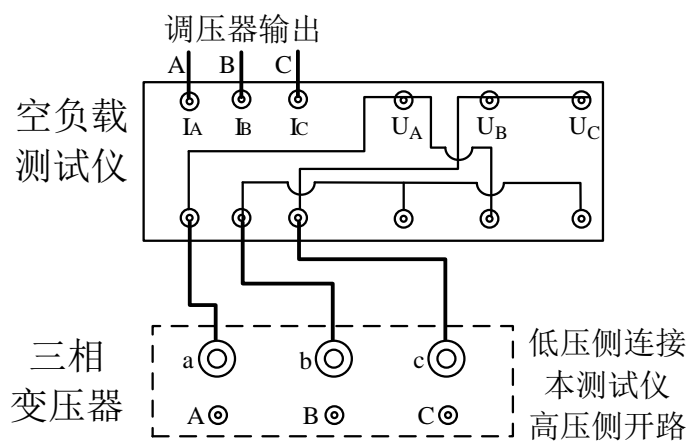 调压器输出
A B C
空负载
测试仪
IA IB IC UA UB UC
三相
变压器
a b c
A B C
低压侧连接
本测试仪
高压侧开路